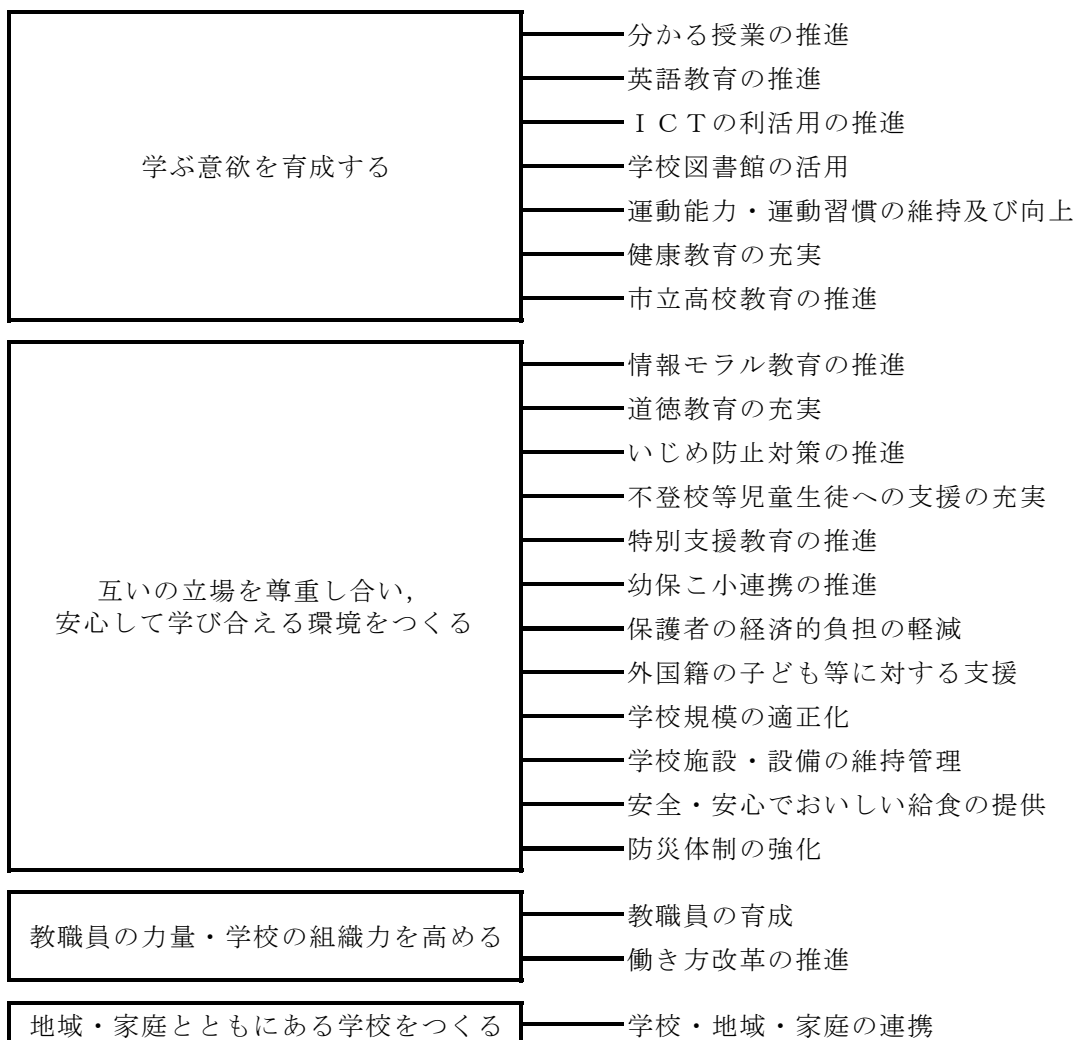 学ぶ意欲を育成する
分かる授業の推進
英語教育の推進
ＩＣＴの利活用の推進
学校図書館の活用
運動能力・運動習慣の維持及び向上
健康教育の充実
市立高校教育の推進
互いの立場を尊重し合い，
安心して学び合える環境をつくる
情報モラル教育の推進
道徳教育の充実
いじめ防止対策の推進
不登校等児童生徒への支援の充実
特別支援教育の推進
幼保こ小連携の推進
保護者の経済的負担の軽減
外国籍の子ども等に対する支援
学校規模の適正化
学校施設・設備の維持管理
安全・安心でおいしい給食の提供
防災体制の強化
教職員の力量・学校の組織力を高める
教職員の育成
働き方改革の推進
地域・家庭とともにある学校をつくる
学校・地域・家庭の連携